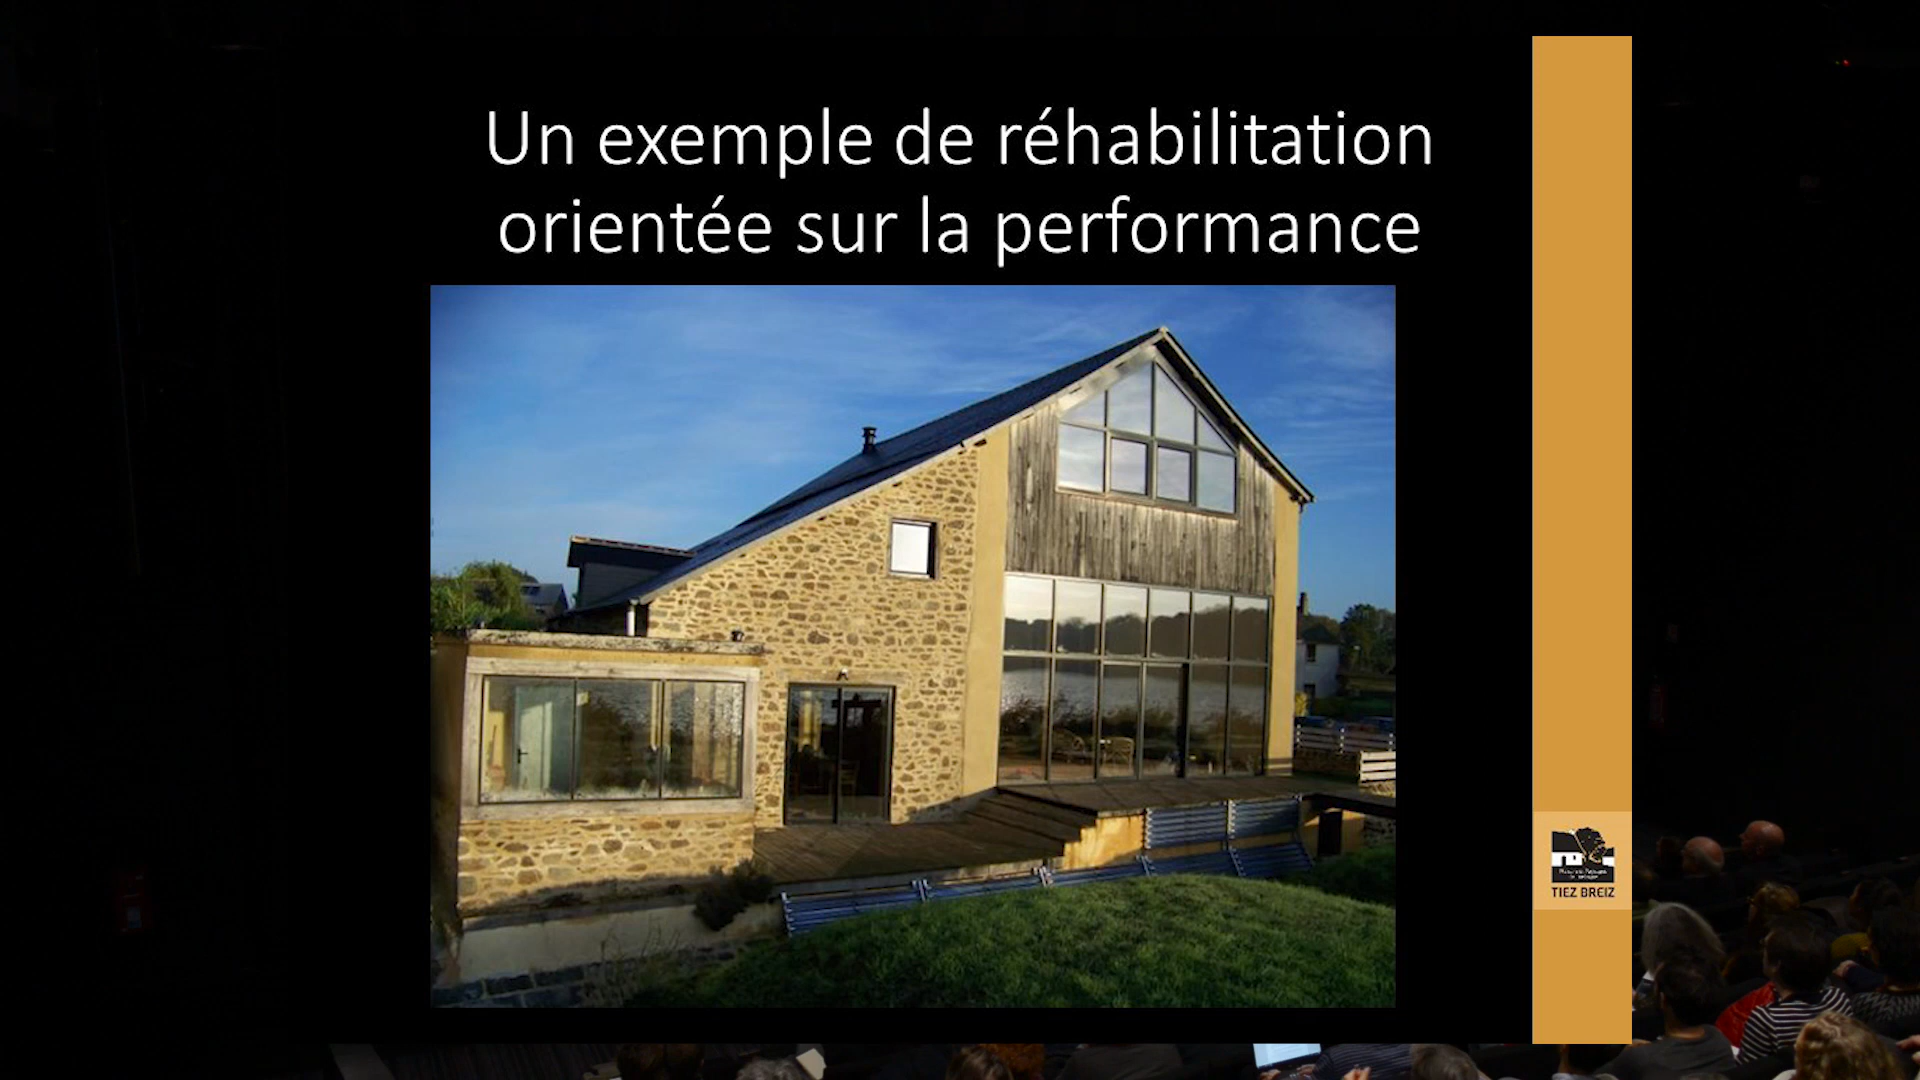 Un exemple de réhabilitation
orientée sur la performance
TIEZ BREIZ